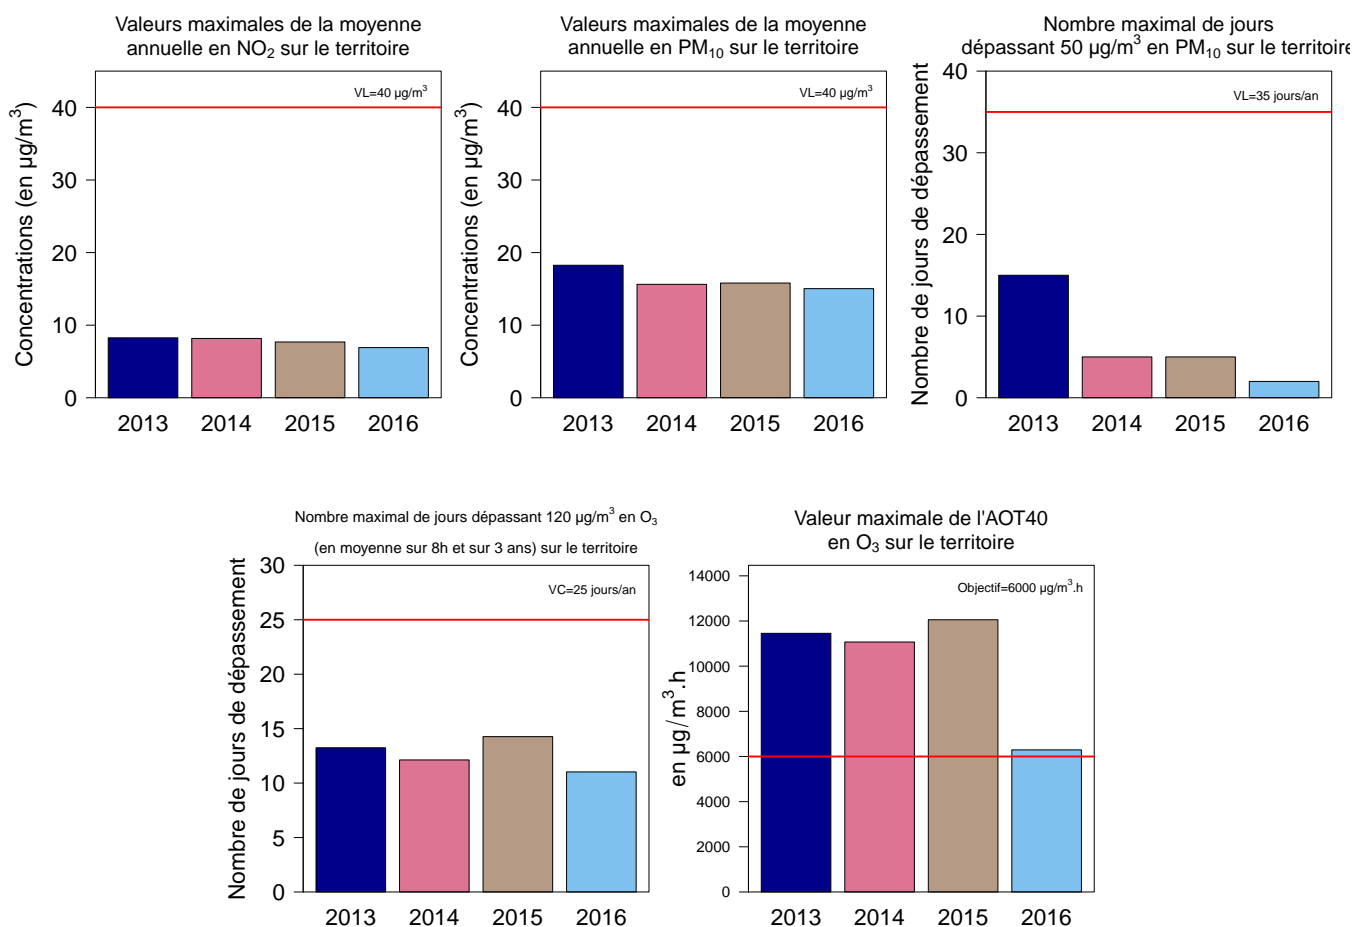 Valeurs maximales de la moyenne
annuelle en NO₂ sur le territoire
Concentrations (en µg/m³)
VL=40 µg/m³
40
30
20
10
0
2013 2014 2015 2016
Valeurs maximales de la moyenne
annuelle en PM₁₀ sur le territoire
Concentrations (en µg/m³)
VL=40 µg/m³
40
30
20
10
0
2013 2014 2015 2016
Nombre maximal de jours
dépassant 50 µg/m³ en PM₁₀ sur le territoire
Nombre de jours de dépassement
VL=35 jours/an
40
30
20
10
0
2013 2014 2015 2016
Nombre maximal de jours dépassant 120 µg/m³ en O₃
(en moyenne sur 8h et sur 3 ans) sur le territoire
Nombre de jours de dépassement
VC=25 jours/an
30
25
20
15
10
5
0
2013 2014 2015 2016
Valeur maximale de l'AOT40
en O₃ sur le territoire
en µg/m³.h
Objectif=6000 µg/m³.h
14000
12000
10000
8000
6000
4000
2000
0
2013 2014 2015 2016